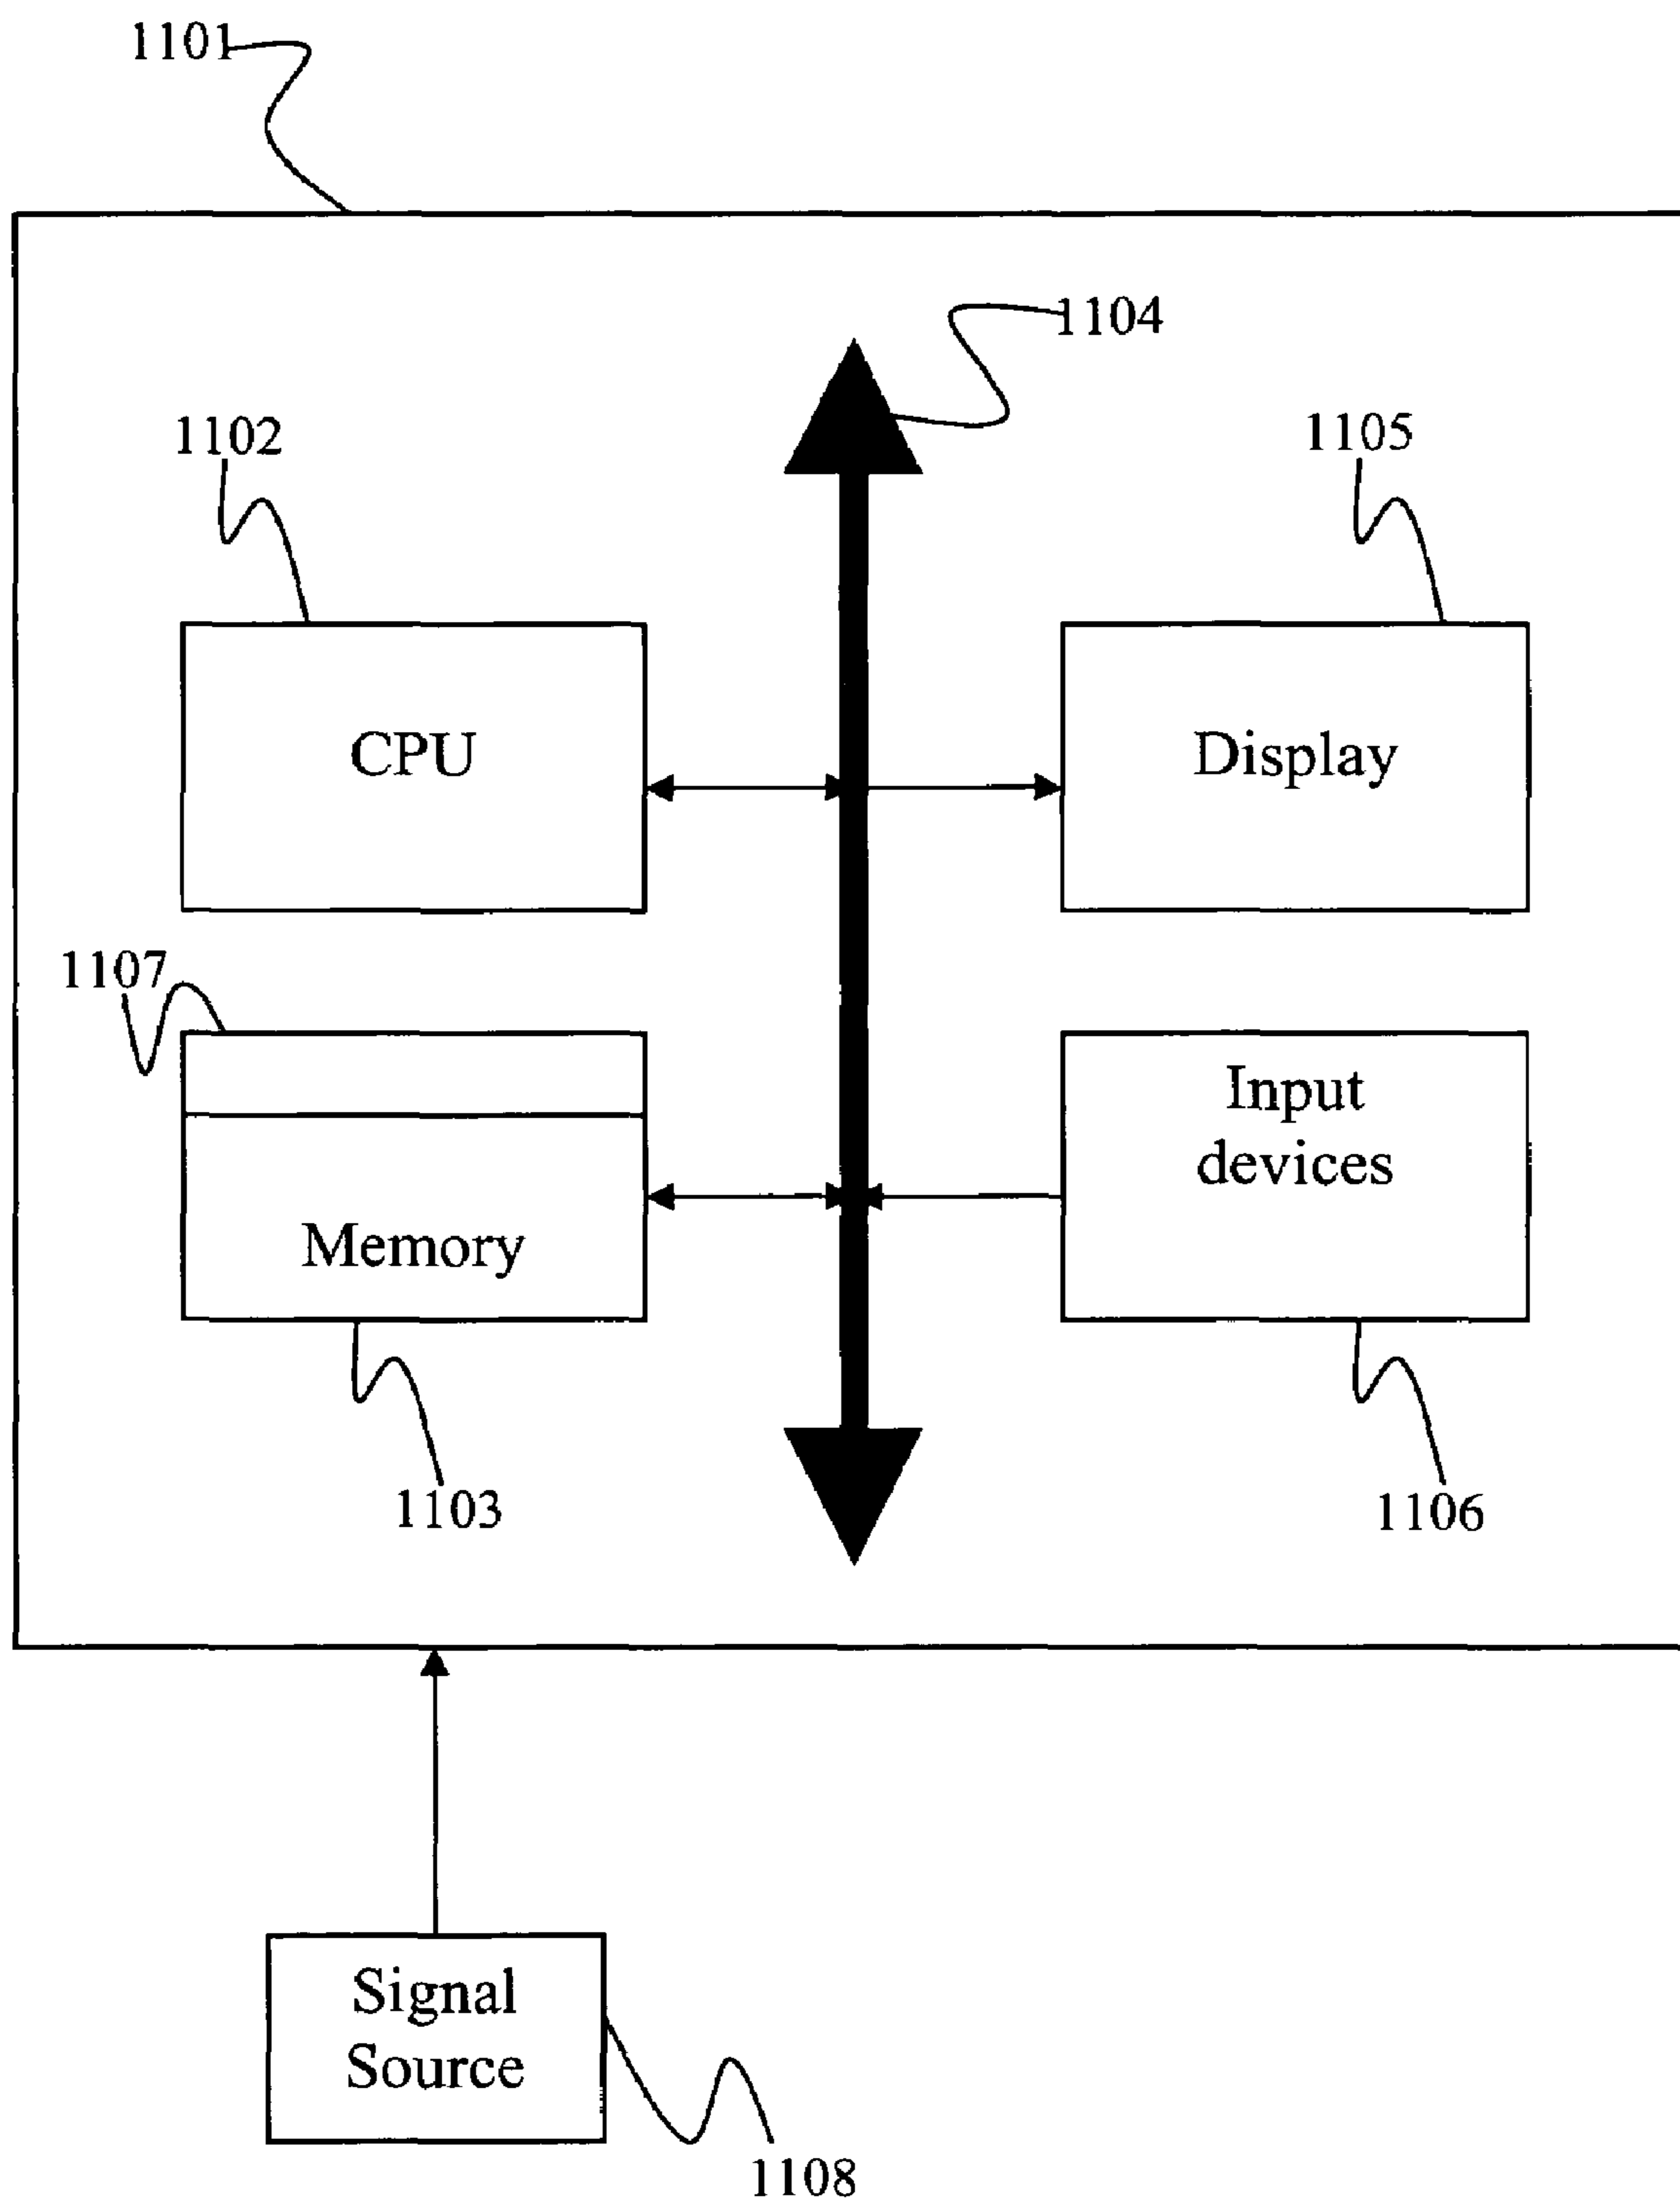 1101
1104
1102
1105
CPU
Display
1107
Input
devices
Memory
1103
1106
Signal
Source
1108